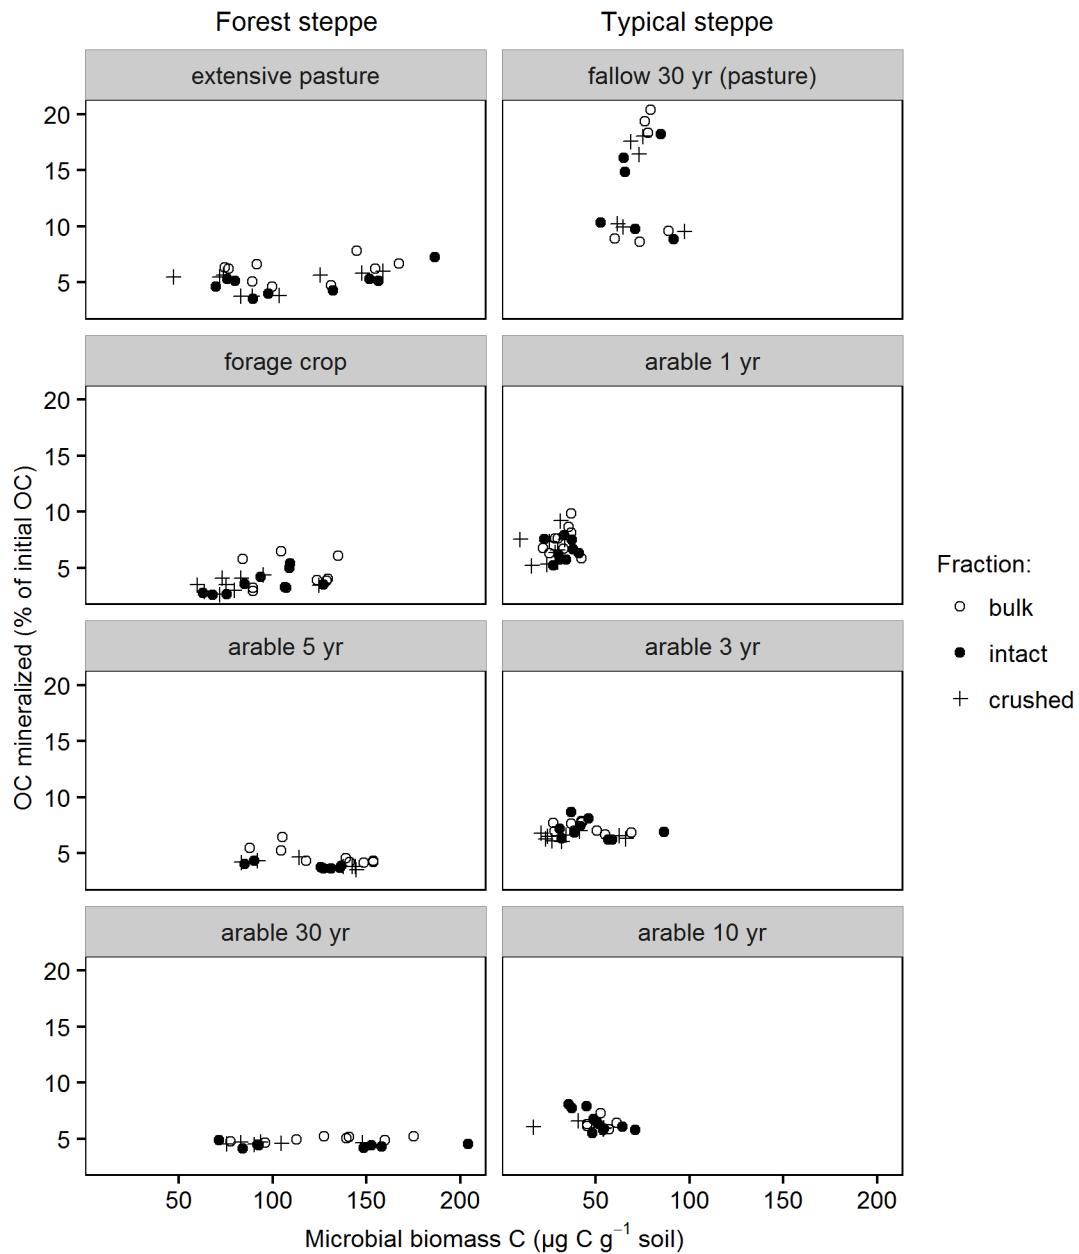 Forest steppe
Typical steppe
extensive pasture
fallow 30 yr (pasture)
20
15
10
5
forage crop
arable 1 yr
20
15
10
5
arable 5 yr
arable 3 yr
20
15
10
5
arable 30 yr
arable 10 yr
20
15
10
5
50
100
150
200
50
100
150
200
Microbial biomass C (µg C g⁻¹ soil)
OC mineralized (% of initial OC)
Fraction:
bulk
intact
crushed